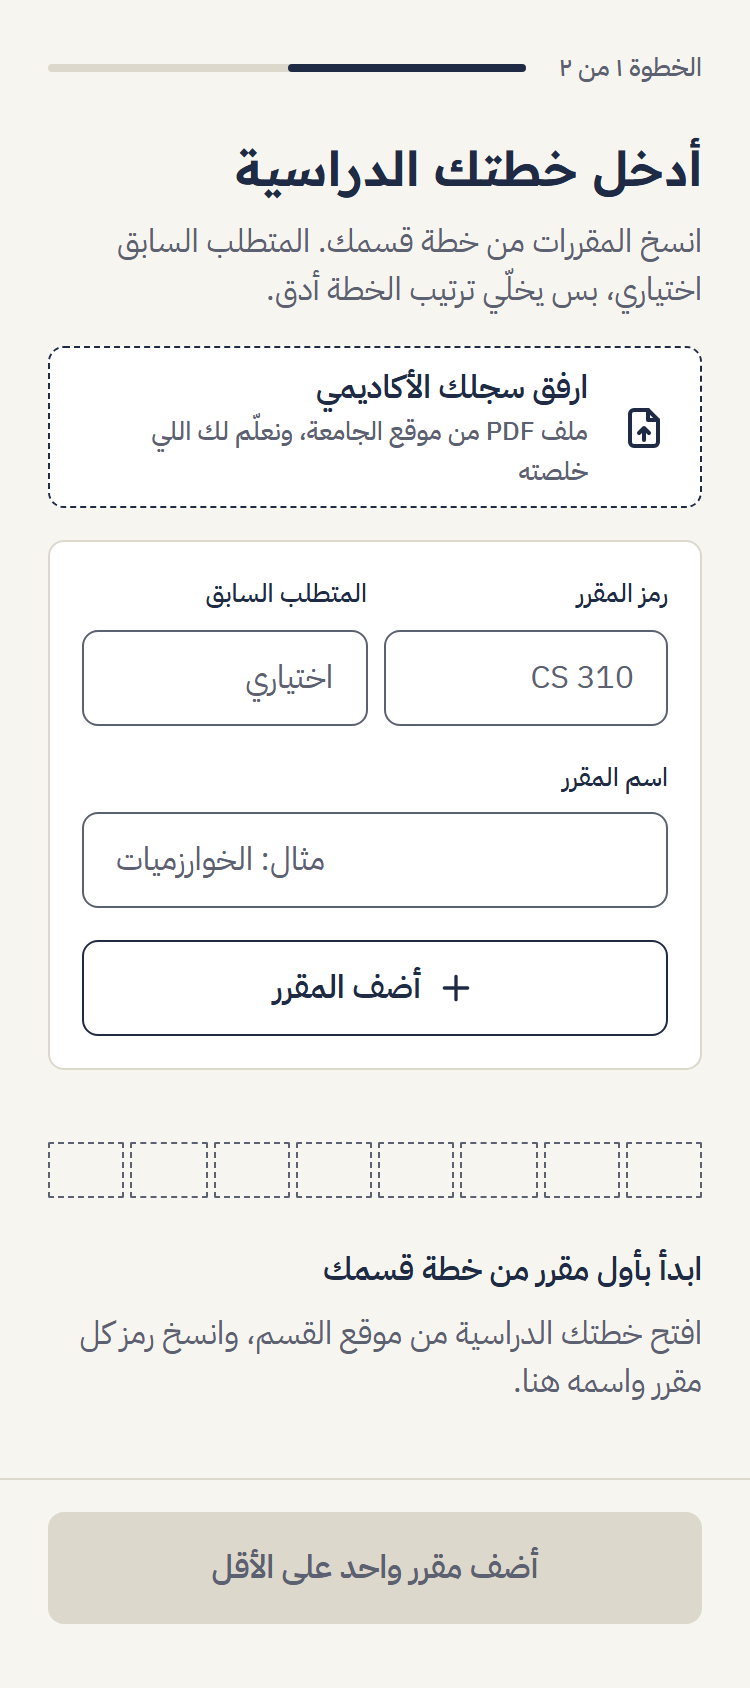 الخطوة ١ من ٢
أدخل خطتك الدراسية
انسخ المقررات من خطة قسمك. المتطلب السابق
اختياري، بس يخلّي ترتيب الخطة أدق.
ارفق سجلك الأكاديمي
ملف PDF من موقع الجامعة، ونعلّم لك اللي
خلصته
رمز المقرر
المتطلب السابق
CS 310
اختياري
اسم المقرر
مثال: الخوارزميات
أضف المقرر
ابدأ بأول مقرر من خطة قسمك
افتح خطتك الدراسية من موقع القسم، وانسخ رمز كل
مقرر واسمه هنا.
أضف مقرر واحد على الأقل